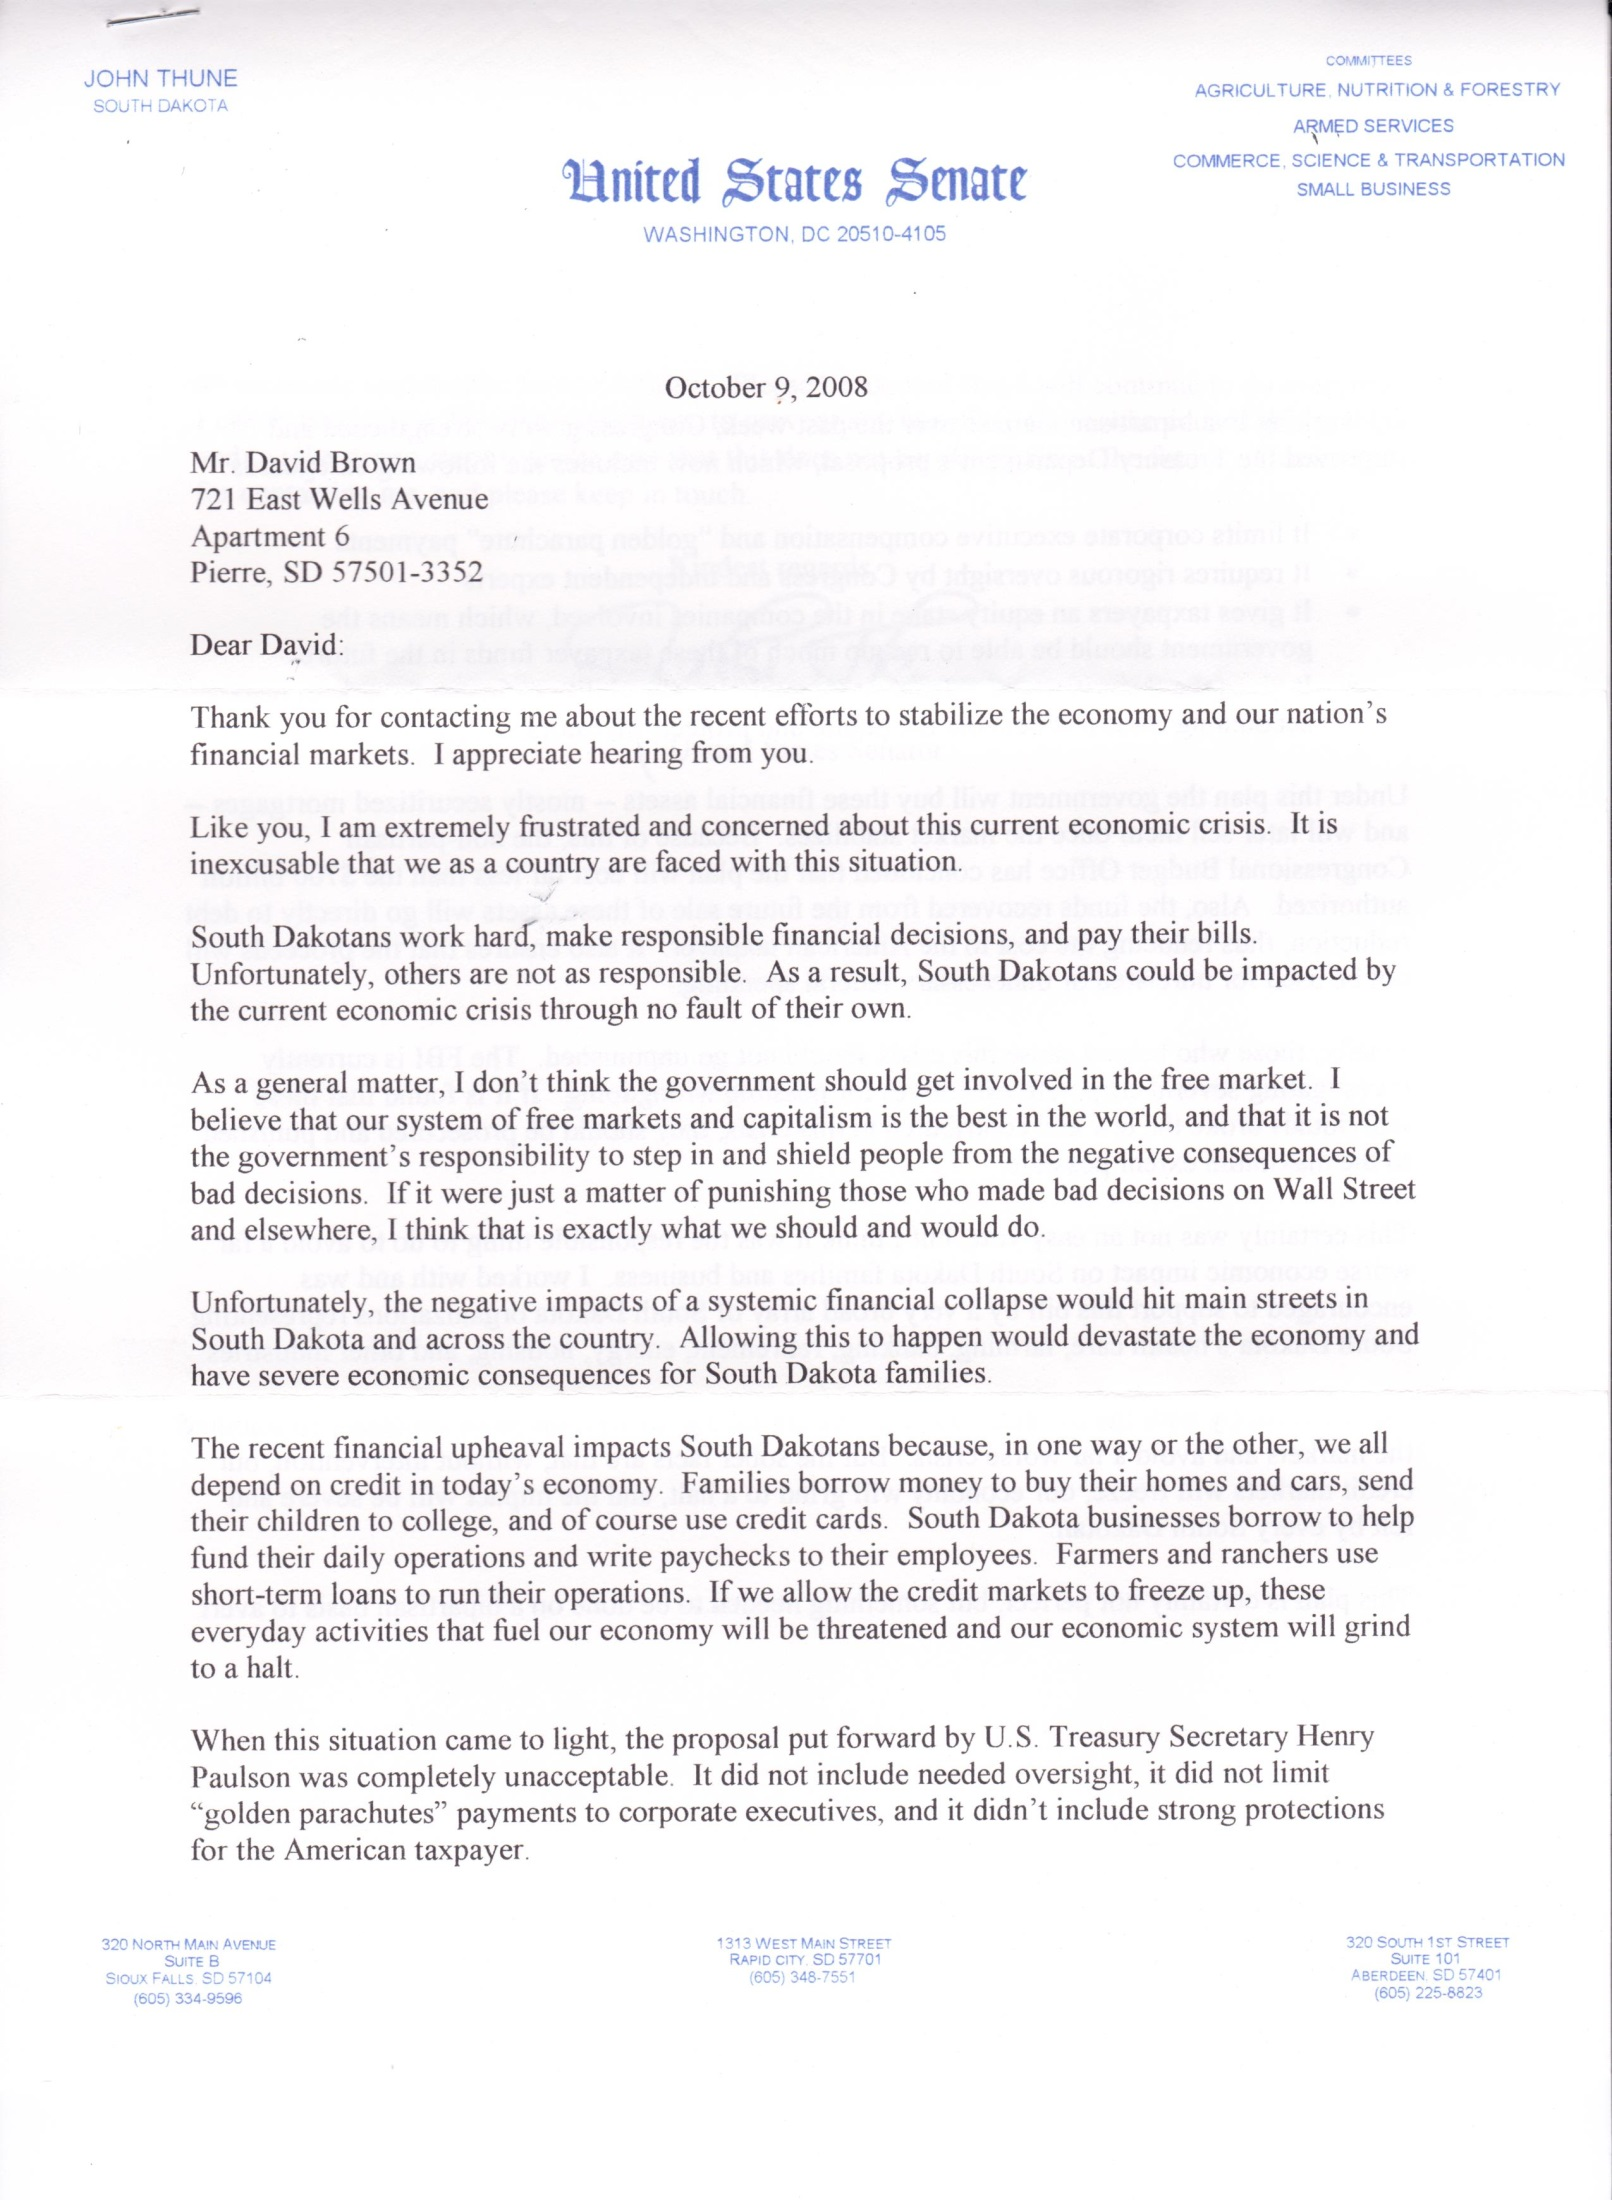 JOHN THUNE
SOUTH DAKOTA
COMMITTEES
AGRICULTURE, NUTRITION & FORESTRY
ARMED SERVICES
COMMERCE, SCIENCE & TRANSPORTATION
SMALL BUSINESS
United States Senate
WASHINGTON, DC 20510-4105
October 9, 2008
Mr. David Brown
721 East Wells Avenue
Apartment 6
Pierre, SD 57501-3352
Dear David:
Thank you for contacting me about the recent efforts to stabilize the economy and our nation's
financial markets.  I appreciate hearing from you.
Like you, I am extremely frustrated and concerned about this current economic crisis.  It is
inexcusable that we as a country are faced with this situation.
South Dakotans work hard, make responsible financial decisions, and pay their bills.
Unfortunately, others are not as responsible.  As a result, South Dakotans could be impacted by
the current economic crisis through no fault of their own.
As a general matter, I don't think the government should get involved in the free market.  I
believe that our system of free markets and capitalism is the best in the world, and that it is not
the government's responsibility to step in and shield people from the negative consequences of
bad decisions.  If it were just a matter of punishing those who made bad decisions on Wall Street
and elsewhere, I think that is exactly what we should and would do.
Unfortunately, the negative impacts of a systemic financial collapse would hit main streets in
South Dakota and across the country.  Allowing this to happen would devastate the economy and
have severe economic consequences for South Dakota families.
The recent financial upheaval impacts South Dakotans because, in one way or the other, we all
depend on credit in today's economy.  Families borrow money to buy their homes and cars, send
their children to college, and of course use credit cards.  South Dakota businesses borrow to help
fund their daily operations and write paychecks to their employees.  Farmers and ranchers use
short-term loans to run their operations.  If we allow the credit markets to freeze up, these
everyday activities that fuel our economy will be threatened and our economic system will grind
to a halt.
When this situation came to light, the proposal put forward by U.S. Treasury Secretary Henry
Paulson was completely unacceptable.  It did not include needed oversight, it did not limit
"golden parachutes" payments to corporate executives, and it didn't include strong protections
for the American taxpayer.
320 NORTH MAIN AVENUE
SUITE B
SIOUX FALLS, SD 57104
(605) 334-9596
1313 WEST MAIN STREET
RAPID CITY, SD 57701
(605) 348-7551
320 SOUTH 1ST STREET
SUITE 101
ABERDEEN, SD 57401
(605) 225-8823